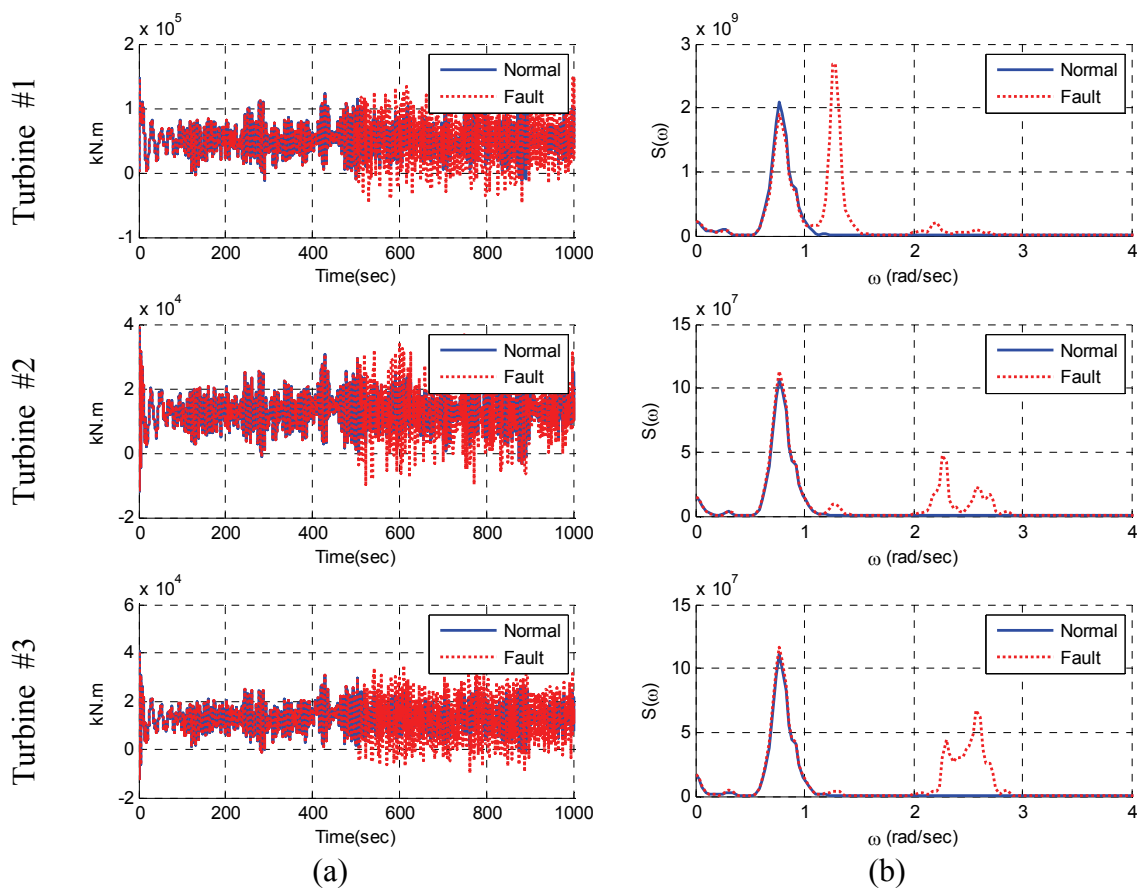 Turbine #1
x 10^5
2
1
0
-1
kN.m
0 200 400 600 800 1000
Time(sec)
Normal
Fault
x 10^9
3
2
1
0
S(ω)
0 1 2 3 4
ω (rad/sec)
Normal
Fault
Turbine #2
x 10^4
4
2
0
-2
kN.m
0 200 400 600 800 1000
Time(sec)
Normal
Fault
x 10^7
15
10
5
0
S(ω)
0 1 2 3 4
ω (rad/sec)
Normal
Fault
Turbine #3
x 10^4
6
4
2
0
-2
kN.m
0 200 400 600 800 1000
Time(sec)
Normal
Fault
x 10^7
15
10
5
0
S(ω)
0 1 2 3 4
ω (rad/sec)
Normal
Fault
(a)
(b)